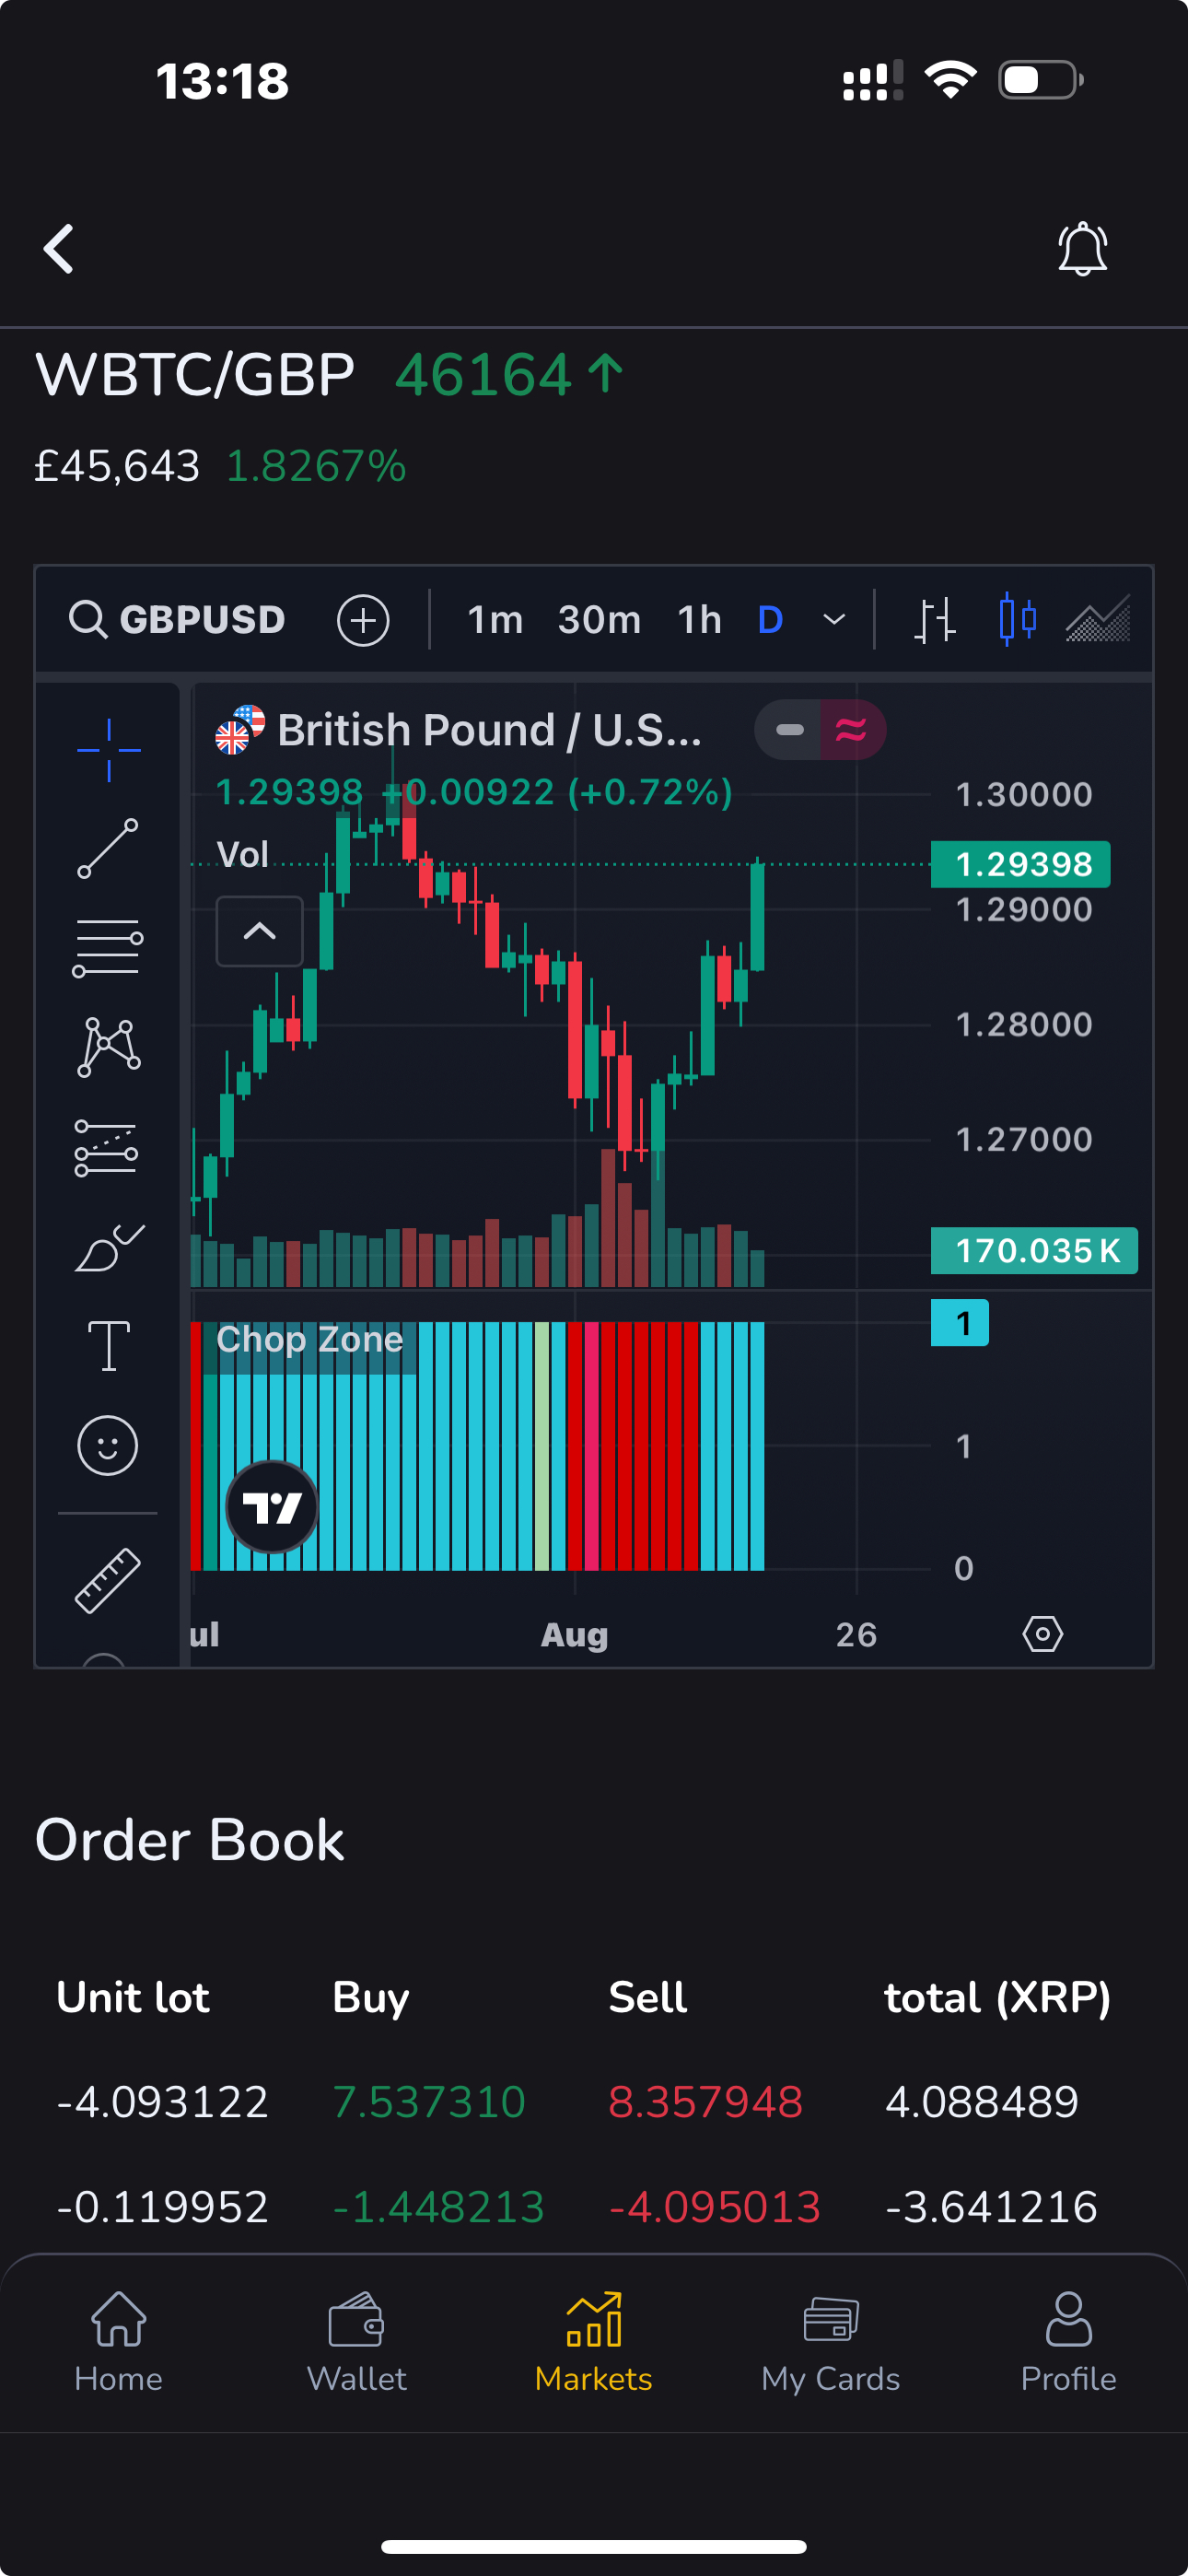 13:18
WBTC/GBP 46164 ↑
£45,643 1.8267%
GBPUSD 1m 30m 1h D
British Pound / U.S...
1.29398 +0.00922 (+0.72%)
Vol
1.30000
1.29398
1.29000
1.28000
1.27000
170.035 K
Chop Zone
1
1
0
ul Aug 26
Order Book
Unit lot Buy Sell total (XRP)
-4.093122 7.537310 8.357948 4.088489
-0.119952 -1.448213 -4.095013 -3.641216
Home Wallet Markets My Cards Profile